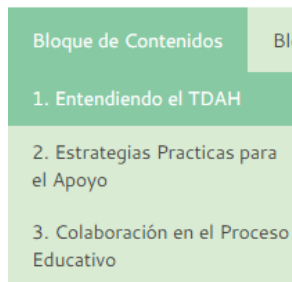 Bloque de Contenidos
1. Entendiendo el TDAH
2. Estrategias Practicas para
el Apoyo
3. Colaboración en el Proceso
Educativo